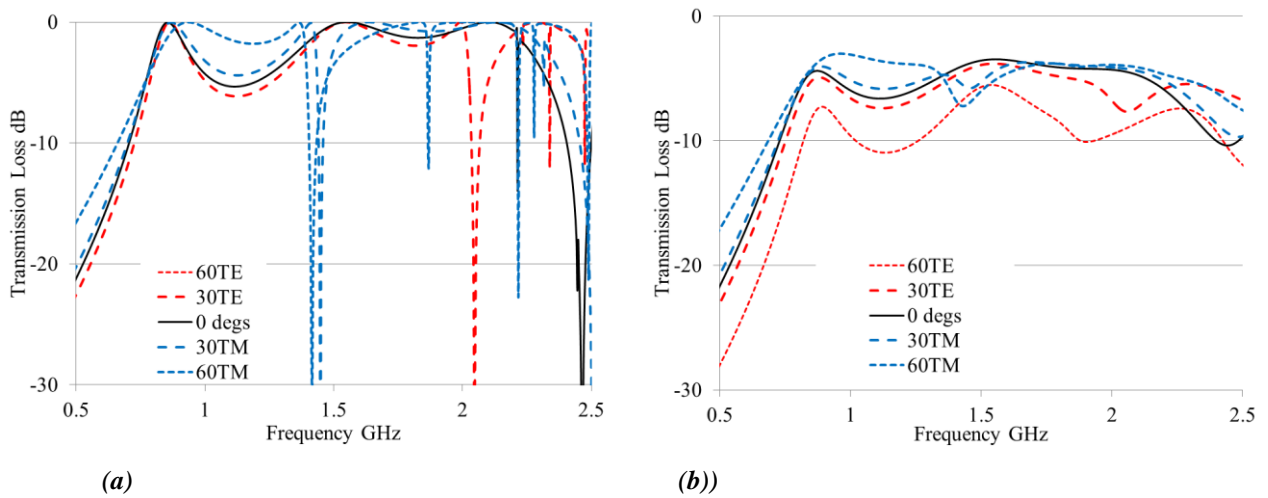 Transmission Loss dB
0
-10
-20
-30
60TE
30TE
0 degs
30TM
60TM
0.5 1 1.5 2 2.5
Frequency GHz
(a)
Transmission Loss dB
0
-10
-20
-30
60TE
30TE
0 degs
30TM
60TM
0.5 1 1.5 2 2.5
Frequency GHz
(b))